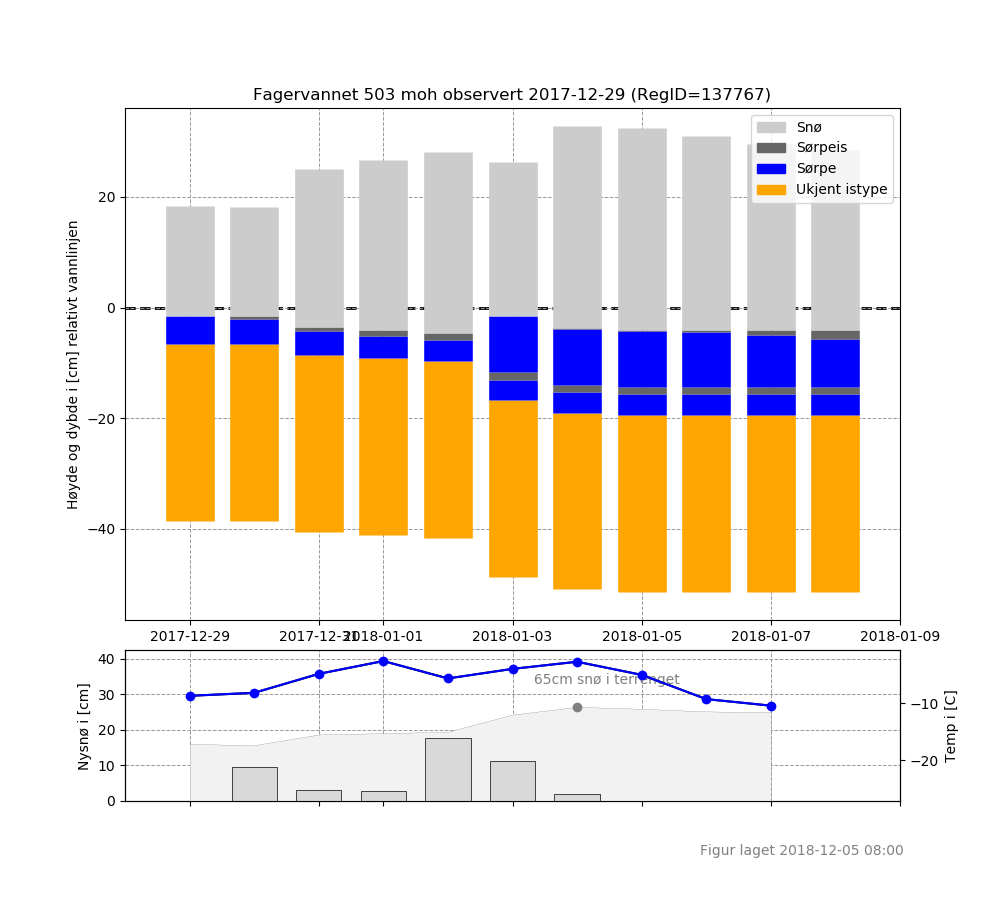 Fagervannet 503 moh observert 2017-12-29 (RegID=137767)
Snø
Sørpeis
Sørpe
Ukjent istype
Høyde og dybde i [cm] relativt vannlinjen
20
0
−20
−40
2017-12-29
2017-12-31
2018-01-01
2018-01-03
2018-01-05
2018-01-07
2018-01-09
Nysnø i [cm]
40
30
20
10
0
65cm snø i terrenget
−10
−20
Temp i [C]
Figur laget 2018-12-05 08:00